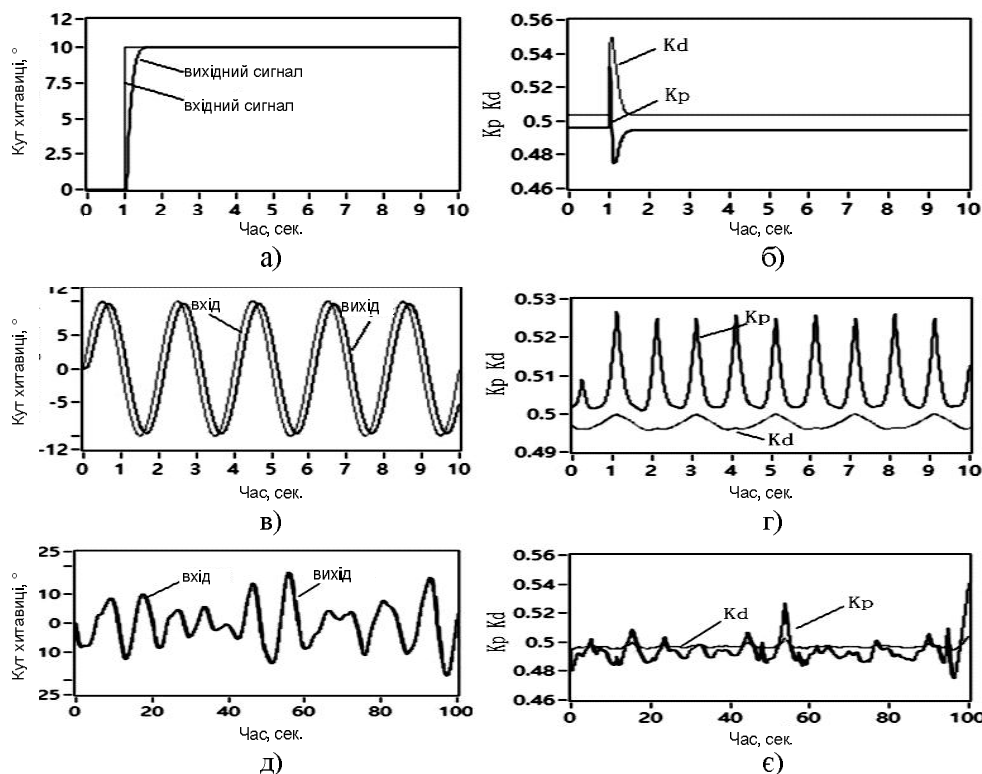 12
10
7.5
5
2.5
0
Кут хитавиці, °
вихідний сигнал
вхідний сигнал
0 1 2 3 4 5 6 7 8 9 10
Час, сек.
а)
0.56
0.54
0.52
0.5
0.48
0.46
Kp Kd
Kd
Kp
0 1 2 3 4 5 6 7 8 9 10
Час, сек.
б)
12
5
0
-5
-12
Кут хитавиці, °
вхід
вихід
0 1 2 3 4 5 6 7 8 9 10
Час, сек.
в)
0.53
0.52
0.51
0.5
0.49
Kp Kd
Kp
Kd
0 1 2 3 4 5 6 7 8 9 10
Час, сек.
г)
25
10
0
10
25
Кут хитавиці, °
вхід
вихід
0 20 40 60 80 100
Час, сек.
д)
0.56
0.54
0.52
0.5
0.48
0.46
Kp Kd
Kd
Kp
0 20 40 60 80 100
Час, сек.
є)